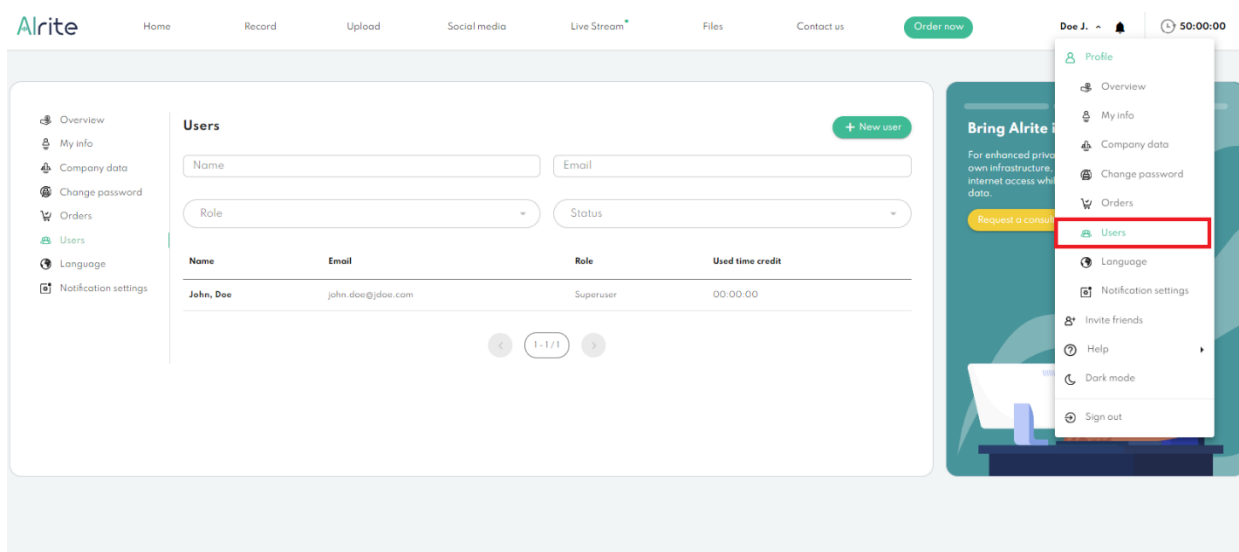 Alrite
Home
Record
Upload
Social media
Live Stream
Files
Contact us
Order now
Doe J.
50:00:00
Overview
My info
Company data
Change password
Orders
Users
Language
Notification settings
Users
+ New user
Name
Email
Role
Status
Name Email Role Used time credit
John, Doe john.doe@jdoe.com Superuser 00:00:00
1 - 1 / 1
Bring Alrite i
For enhanced priva
own infrastructure,
internet access whil
data.
Request a consul
Profile
Overview
My info
Company data
Change password
Orders
Users
Language
Notification settings
Invite friends
Help
Dark mode
Sign out